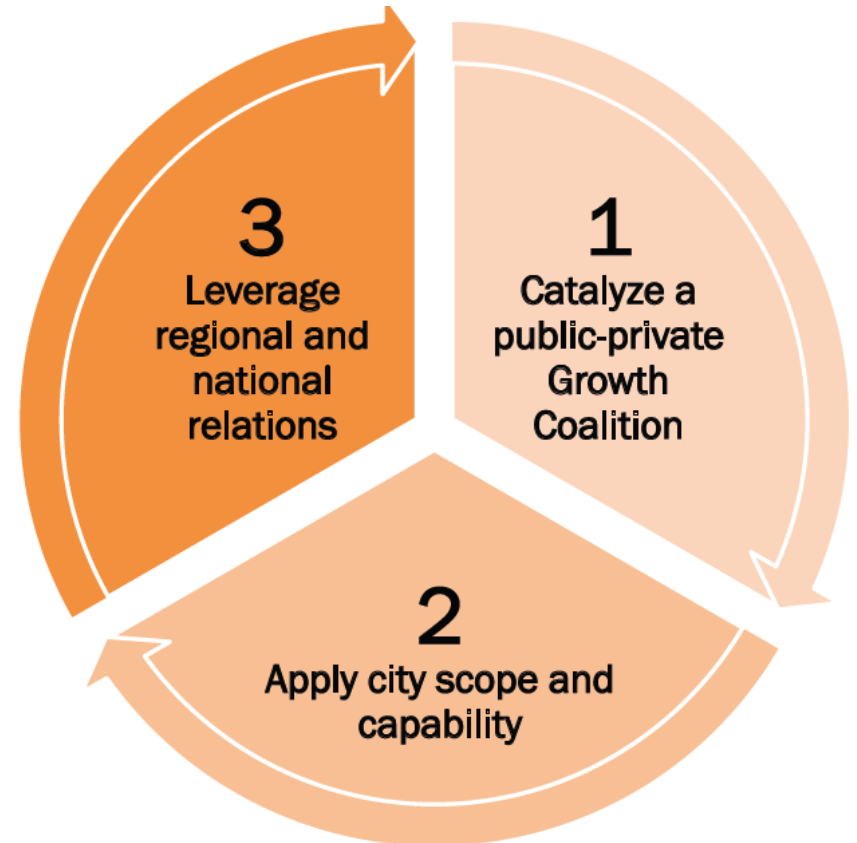 1
Catalyze a
public-private
Growth
Coalition
2
Apply city scope and
capability
3
Leverage
regional and
national
relations